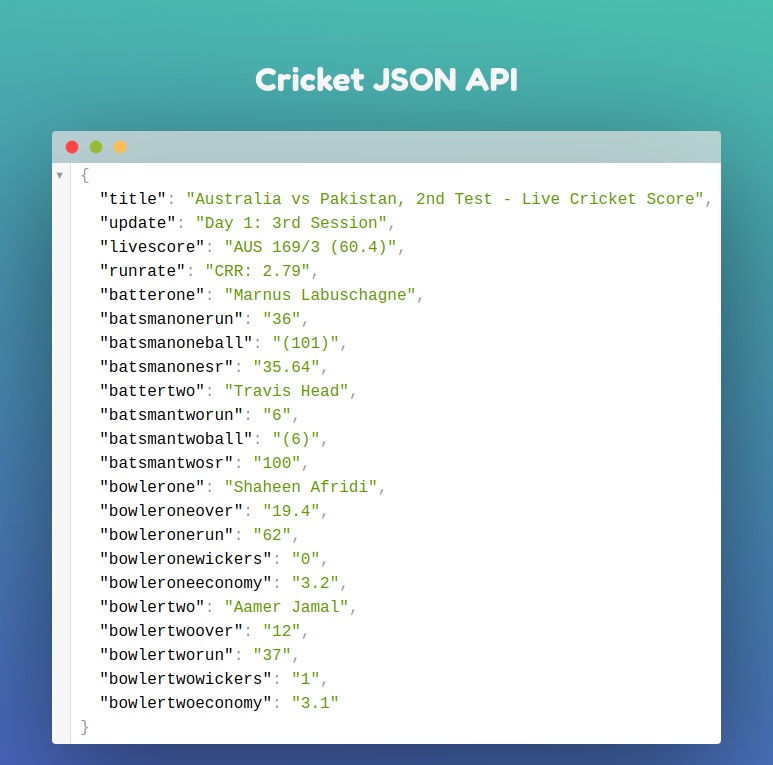 Cricket JSON API
{
"title": "Australia vs Pakistan, 2nd Test - Live Cricket Score",
"update": "Day 1: 3rd Session",
"livescore": "AUS 169/3 (60.4)",
"runrate": "CRR: 2.79",
"batterone": "Marnus Labuschagne",
"batsmanonerun": "36",
"batsmanoneball": "(101)",
"batsmanonesr": "35.64",
"battertwo": "Travis Head",
"batsmantworun": "6",
"batsmantwoball": "(6)",
"batsmantwosr": "100",
"bowlerone": "Shaheen Afridi",
"bowleroneover": "19.4",
"bowleronerun": "62",
"bowleronewickers": "0",
"bowleroneeconomy": "3.2",
"bowlertwo": "Aamer Jamal",
"bowlertwoover": "12",
"bowlertworun": "37",
"bowlertwowickers": "1",
"bowlertwoeconomy": "3.1"
}